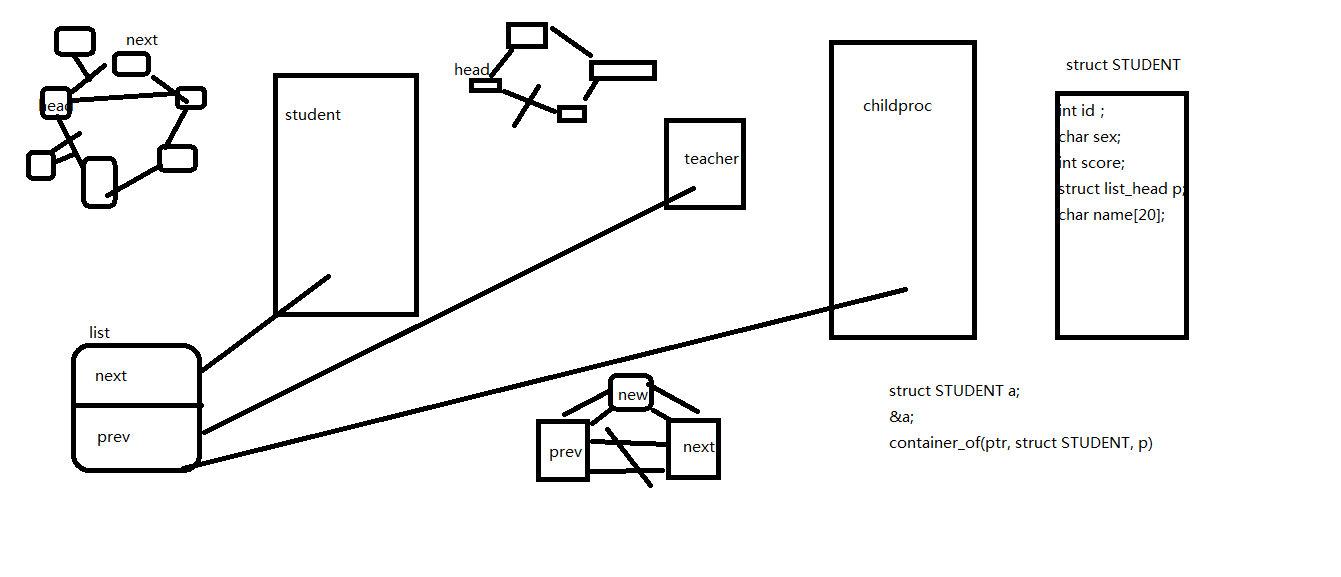 next
head
student
head
teacher
childproc
struct STUDENT
int id ;
char sex;
int score;
struct list_head p;
char name[20];
list
next
prev
new
prev
next
struct STUDENT a;
&a;
container_of(ptr, struct STUDENT, p)